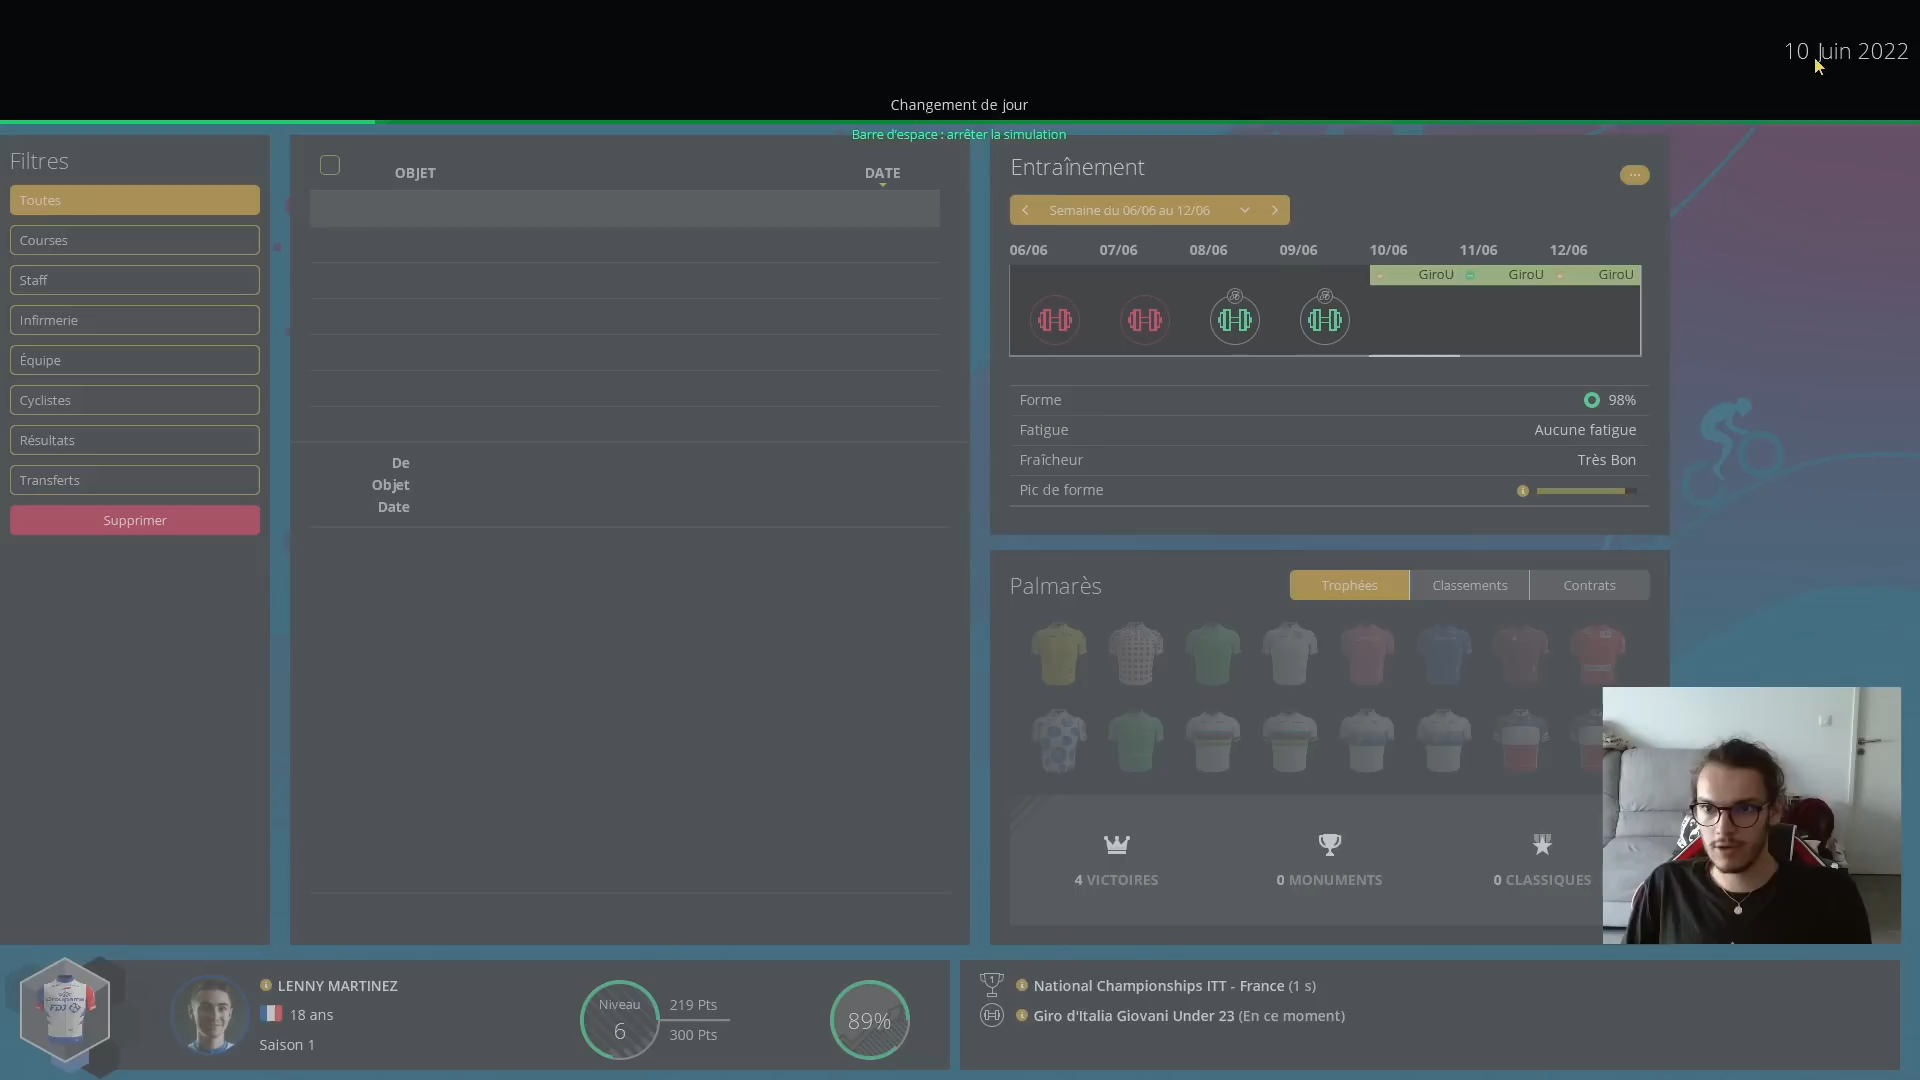 10 Juin 2022
Changement de jour
Barre d'espace : arrêter la simulation
Filtres
Toutes
Courses
Staff
Infirmerie
Équipe
Cyclistes
Résultats
Transferts
Supprimer
OBJET
DATE
De
Objet
Date
Entraînement
...
Semaine du 06/06 au 12/06
06/06
07/06
08/06
09/06
10/06
11/06
12/06
GiroU
GiroU
GiroU
Forme
98%
Fatigue
Aucune fatigue
Fraîcheur
Très Bon
Pic de forme
Palmarès
Trophées
Classements
Contrats
4 VICTOIRES
0 MONUMENTS
0 CLASSIQUES
FDJ
LENNY MARTINEZ
18 ans
Saison 1
Niveau
6
219 Pts
300 Pts
89%
1
National Championships ITT - France (1 s)
Giro d'Italia Giovani Under 23 (En ce moment)